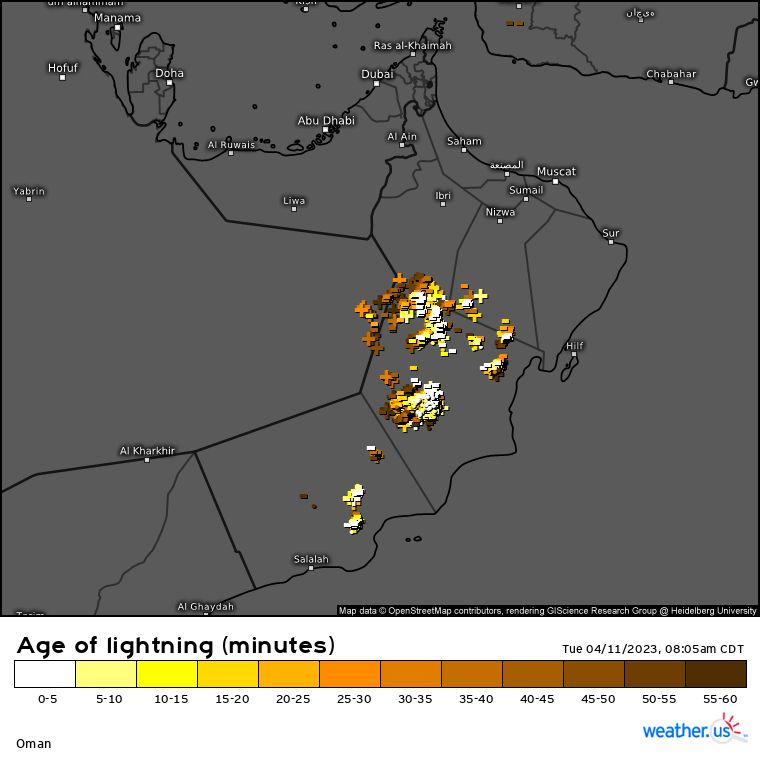 Manama
Ras al-Khaimah
Hofuf
Doha
Dubai
Chabahar
Abu Dhabi
Al Ain
Saham
Al Ruwais
المصنعة
Muscat
Yabrin
Liwa
Ibri
Sumail
Nizwa
Sur
Hilf
Al Kharkhir
Salalah
Al Ghaydah
Map data © OpenStreetMap contributors, rendering GIScience Research Group @ Heidelberg University
Age of lightning (minutes)
Tue 04/11/2023, 08:05am CDT
0-5 5-10 10-15 15-20 20-25 25-30 30-35 35-40 40-45 45-50 50-55 55-60
weather.us
Oman